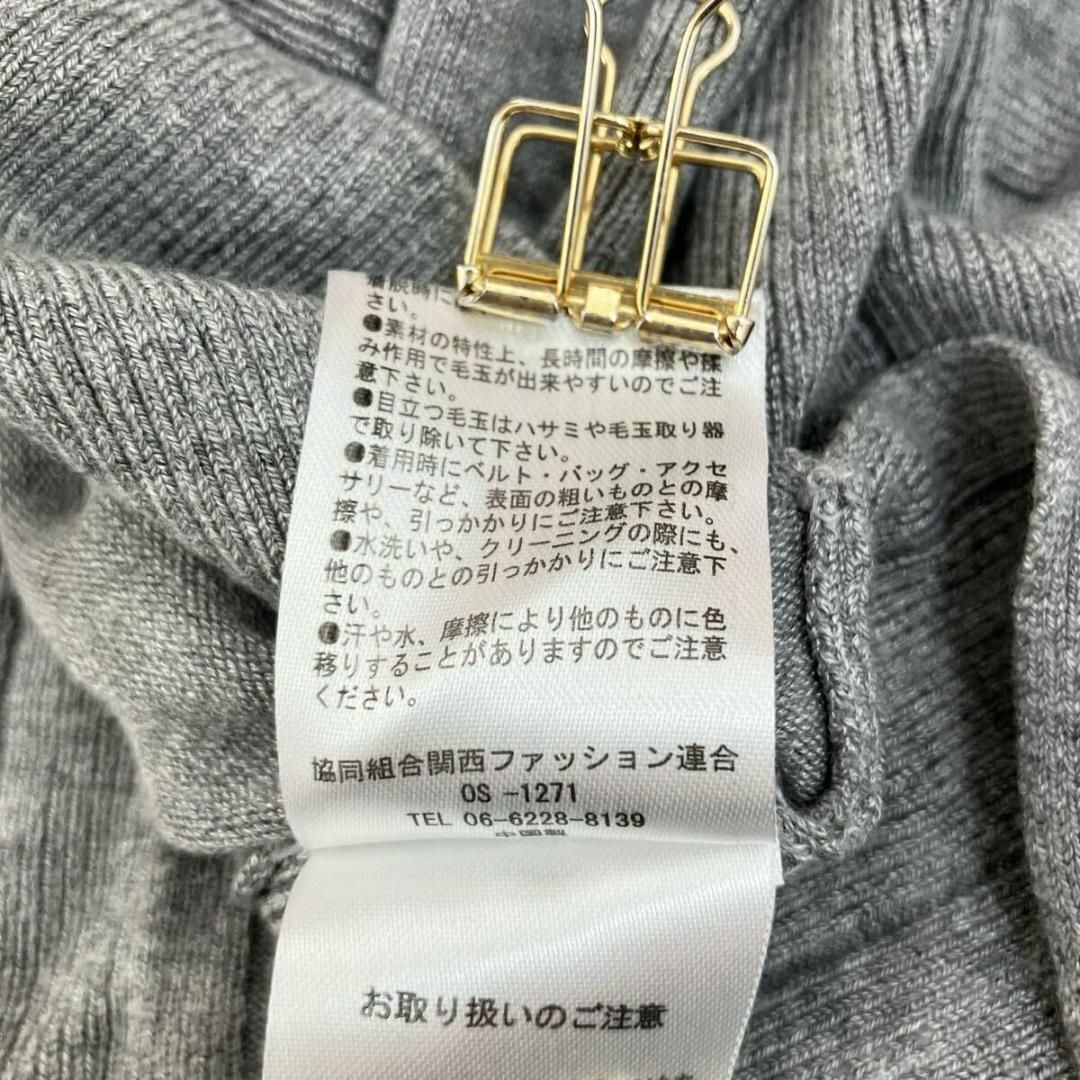 着脱時に
さい。
●素材の特性上、長時間の摩擦や揉
み作用で毛玉が出来やすいのでご注
意下さい。
●目立つ毛玉はハサミや毛玉取り器
で取り除いて下さい。
●着用時にベルト・バッグ・アクセ
サリーなど、表面の粗いものとの摩
擦や、引っかかりにご注意下さい。
●水洗いや、クリーニングの際にも、
他のものとの引っかかりにご注意下
さい。
●汗や水、摩擦により他のものに色
移りすることがありますのでご注意
ください。
協同組合関西ファッション連合
OS -1271
TEL 06-6228-8139
中国製
お取り扱いのご注意